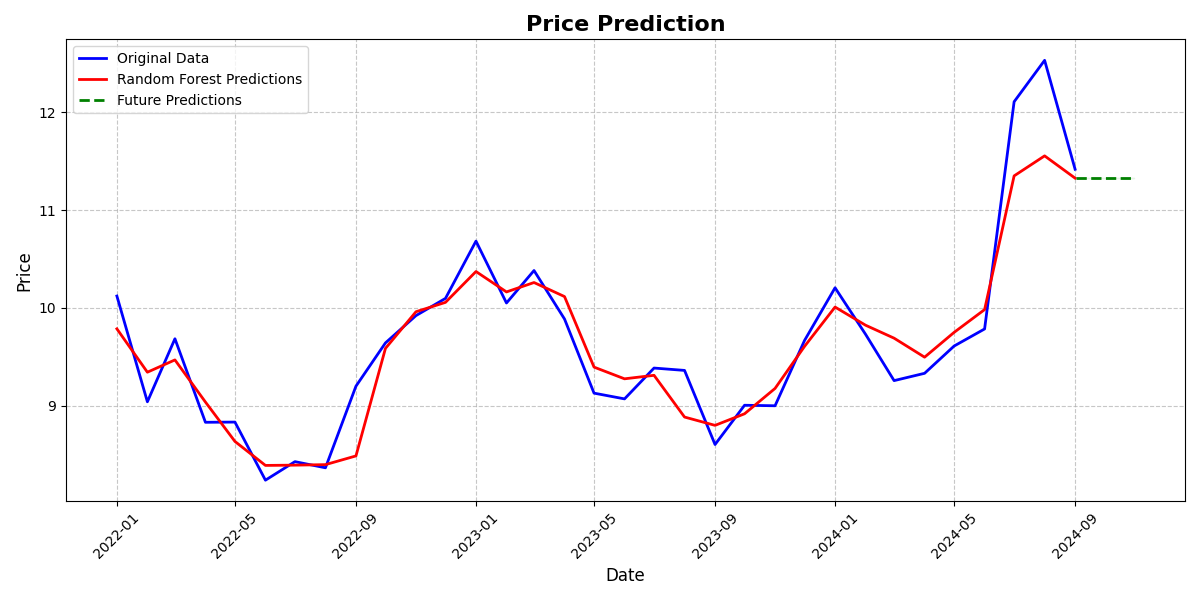 Price Prediction
Original Data
Random Forest Predictions
Future Predictions
12
11
10
9
Price
2022-01
2022-05
2022-09
2023-01
2023-05
2023-09
2024-01
2024-05
2024-09
Date